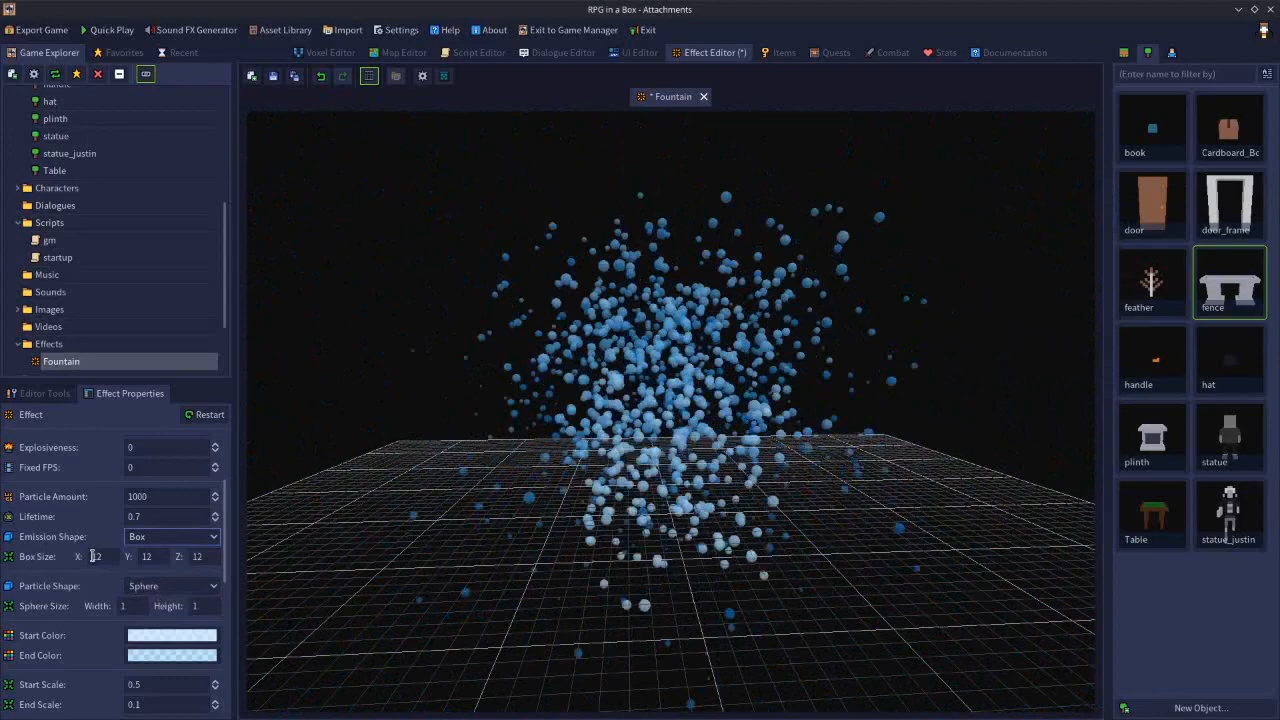 RPG in a Box - Attachments
Export Game Quick Play Sound FX Generator Asset Library Import Settings Help About Exit to Game Manager Exit
Game Explorer Favorites Recent Voxel Editor Map Editor Script Editor Dialogue Editor UI Editor Effect Editor (*) Items Quests Combat Stats Documentation
(Enter name to filter by)
* Fountain
handle
hat
plinth
statue
statue_justin
Table
Characters
Dialogues
Scripts
gm
startup
Music
Sounds
Images
Videos
Effects
Fountain
Editor Tools Effect Properties
Effect Restart
Explosiveness: 0
Fixed FPS: 0
Particle Amount: 1000
Lifetime: 0.7
Emission Shape: Box
Box Size: X: 12 Y: 12 Z: 12
Particle Shape: Sphere
Sphere Size: Width: 1 Height: 1
Start Color:
End Color:
Start Scale: 0.5
End Scale: 0.1
book Cardboard_Bc
door door_frame
feather fence
handle hat
plinth statue
Table statue_justin
New Object...